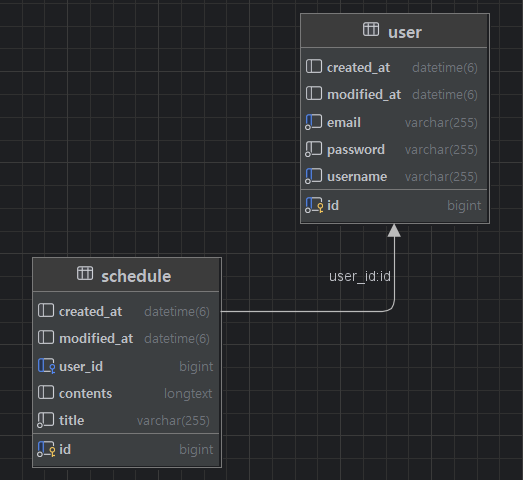 user
created_at datetime(6)
modified_at datetime(6)
email varchar(255)
password varchar(255)
username varchar(255)
id bigint
user_id:id
schedule
created_at datetime(6)
modified_at datetime(6)
user_id bigint
contents longtext
title varchar(255)
id bigint